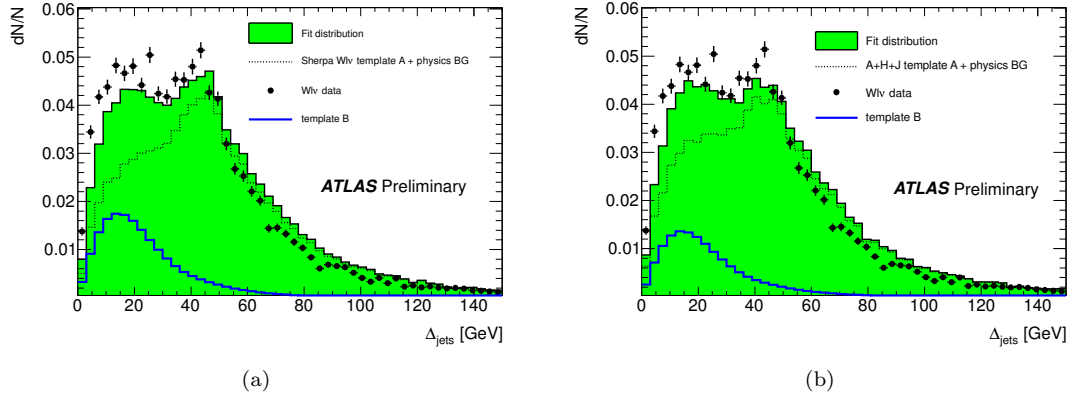 dN/N
0.06
0.05
0.04
0.03
0.02
0.01
Fit distribution
Sherpa Wlν template A + physics BG
Wlν data
template B
ATLAS Preliminary
0 20 40 60 80 100 120 140
Δjets [GeV]
(a)
dN/N
0.06
0.05
0.04
0.03
0.02
0.01
Fit distribution
A+H+J template A + physics BG
Wlν data
template B
ATLAS Preliminary
0 20 40 60 80 100 120 140
Δjets [GeV]
(b)